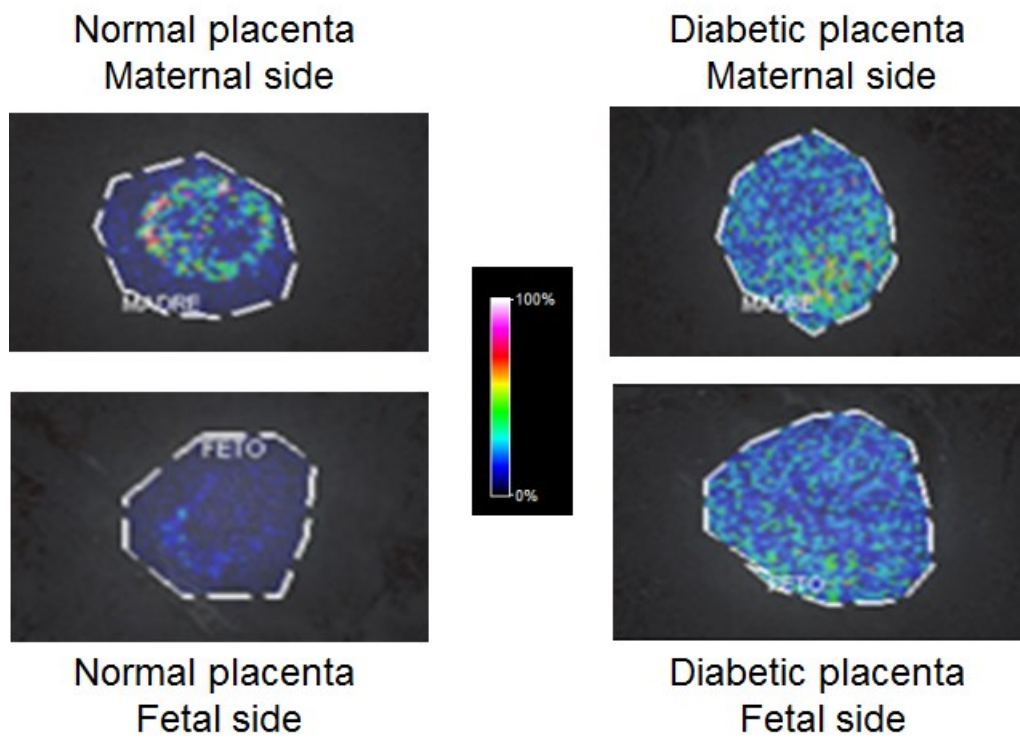 Normal placenta
Maternal side
Diabetic placenta
Maternal side
MADRE
MADRE
100%
0%
FETO
FETO
Normal placenta
Fetal side
Diabetic placenta
Fetal side